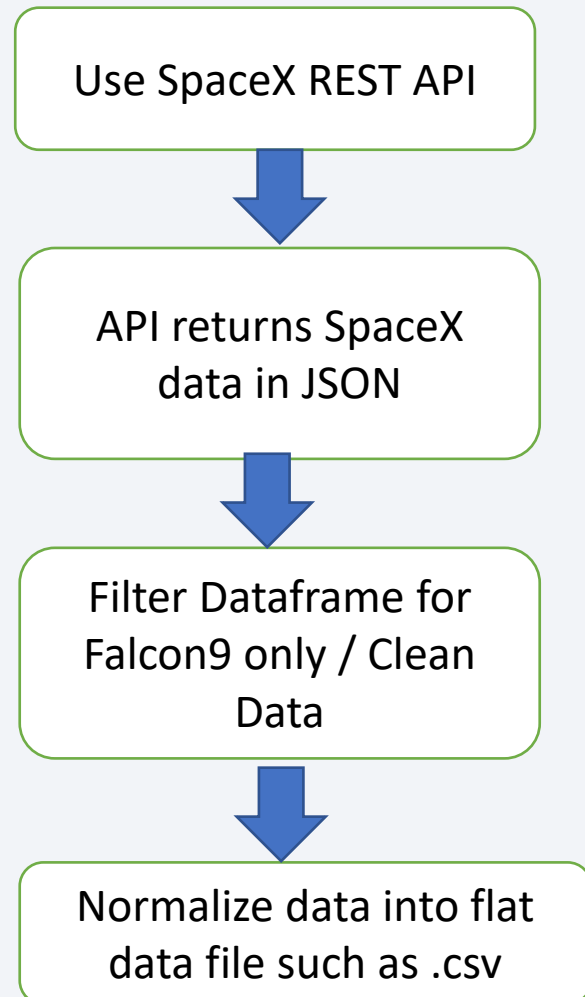 Use SpaceX REST API
API returns SpaceX
data in JSON
Filter Dataframe for
Falcon9 only / Clean
Data
Normalize data into flat
data file such as .csv